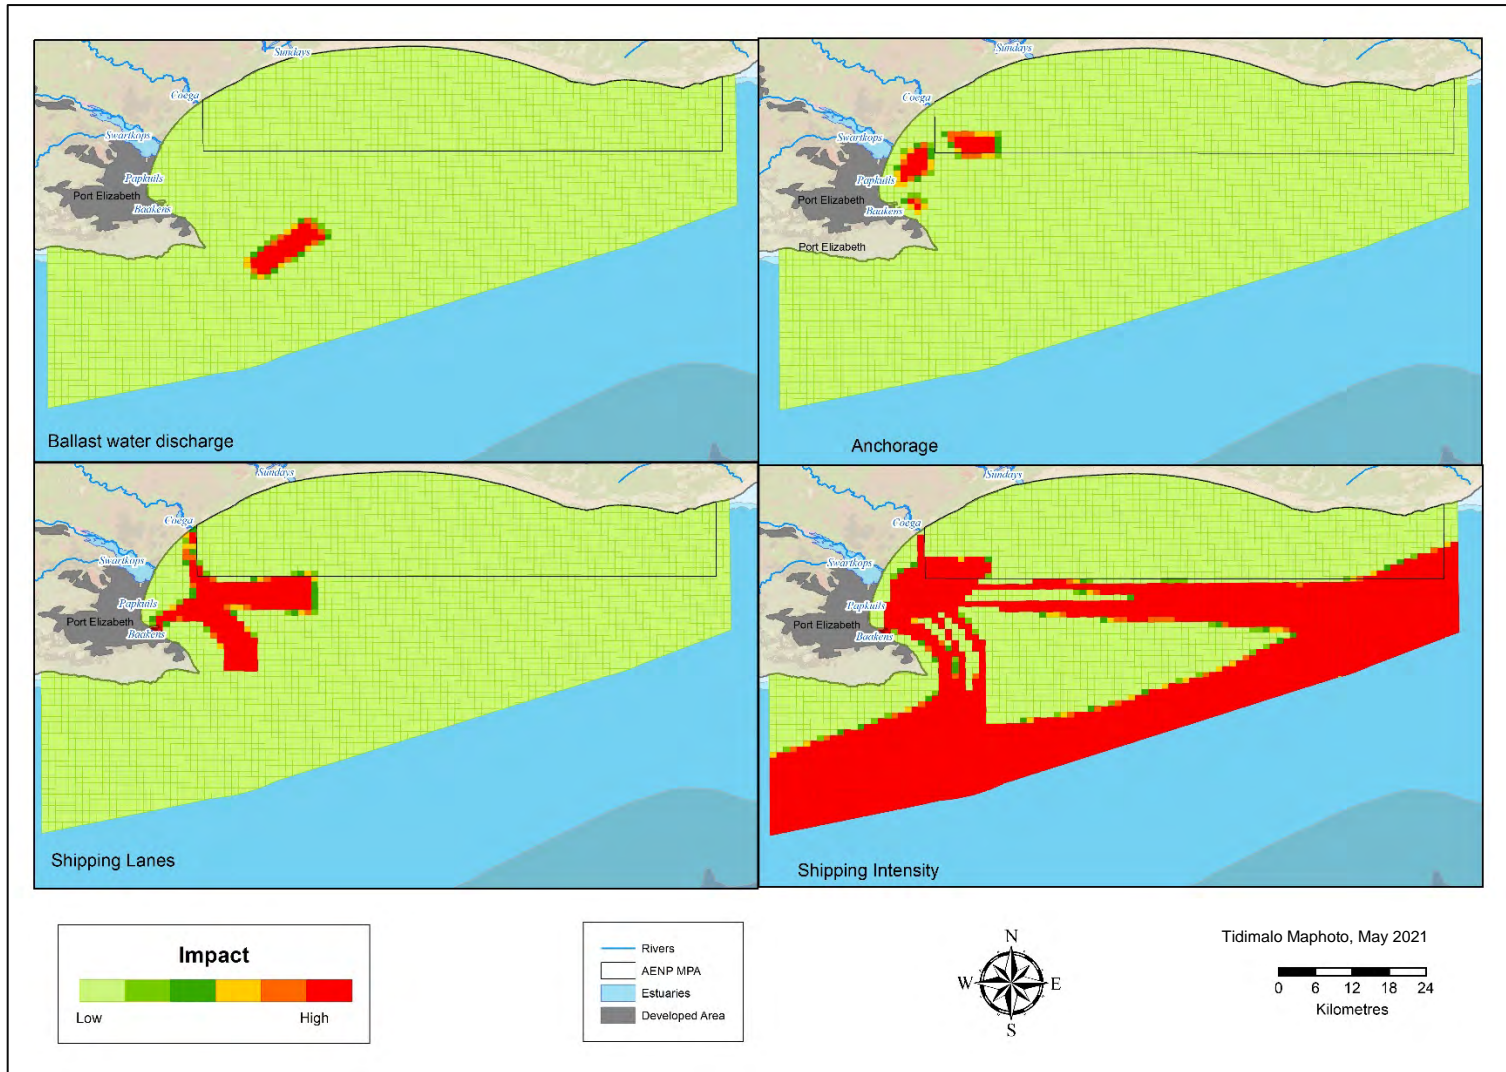 Sundays
Coega
Swartkops
Papkuils
Port Elizabeth
Baakens
Ballast water discharge
Sundays
Coega
Swartkops
Papkuils
Port Elizabeth
Baakens
Port Elizabeth
Anchorage
Sundays
Coega
Swartkops
Papkuils
Port Elizabeth
Baakens
Shipping Lanes
Sundays
Coega
Swartkops
Papkuils
Port Elizabeth
Baakens
Shipping Intensity
Impact
Low High
Rivers
AENP MPA
Estuaries
Developed Area
N
W E
S
Tidimalo Maphoto, May 2021
0 6 12 18 24
Kilometres